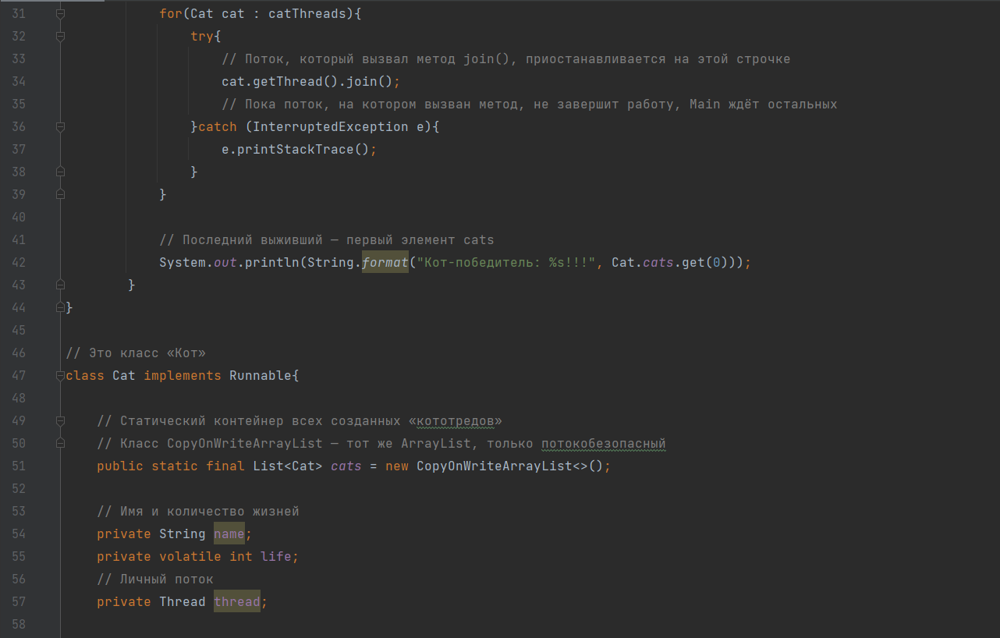 31 for(Cat cat : catThreads){
32 try{
33 // Поток, который вызвал метод join(), приостанавливается на этой строчке
34 cat.getThread().join();
35 // Пока поток, на котором вызван метод, не завершит работу, Main ждёт остальных
36 }catch (InterruptedException e){
37 e.printStackTrace();
38 }
39 }
40
41 // Последний выживший — первый элемент cats
42 System.out.println(String.format("Кот-победитель: %s!!!", Cat.cats.get(0)));
43 }
44 }
45
46 // Это класс «Кот»
47 class Cat implements Runnable{
48
49 // Статический контейнер всех созданных «кототредов»
50 // Класс CopyOnWriteArrayList — тот же ArrayList, только потокобезопасный
51 public static final List<Cat> cats = new CopyOnWriteArrayList<>();
52
53 // Имя и количество жизней
54 private String name;
55 private volatile int life;
56 // Личный поток
57 private Thread thread;
58